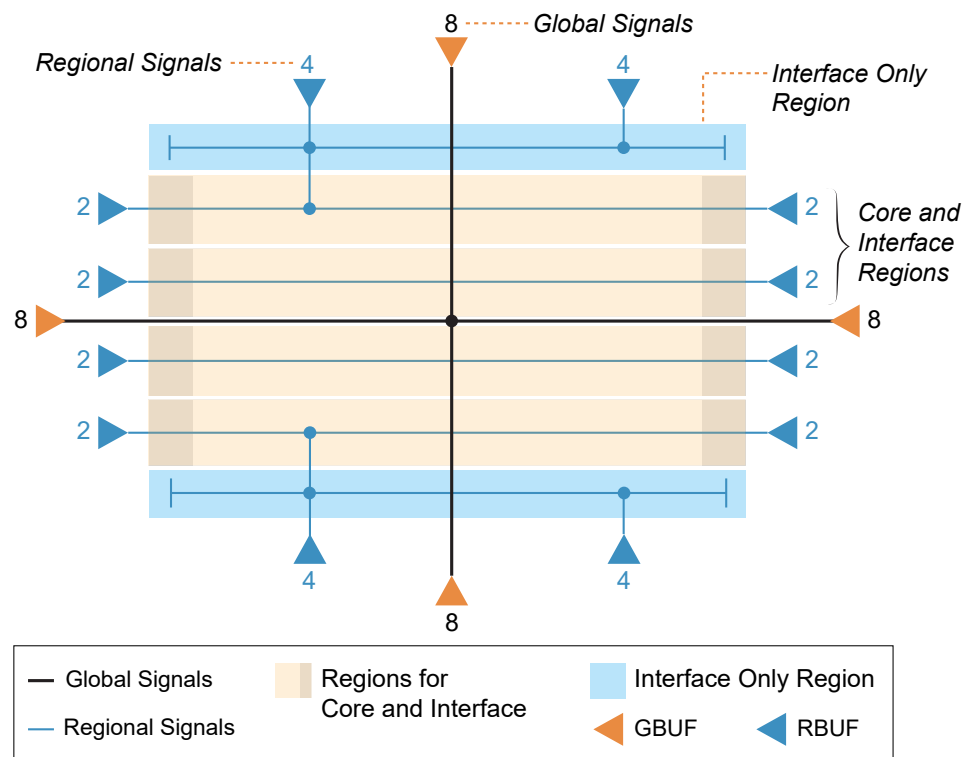 8
Global Signals
Regional Signals
4
4
Interface Only
Region
2
2
Core and
Interface
Regions
2
2
8
8
2
2
2
2
4
4
8
Global Signals
Regions for
Core and Interface
Interface Only Region
Regional Signals
GBUF
RBUF